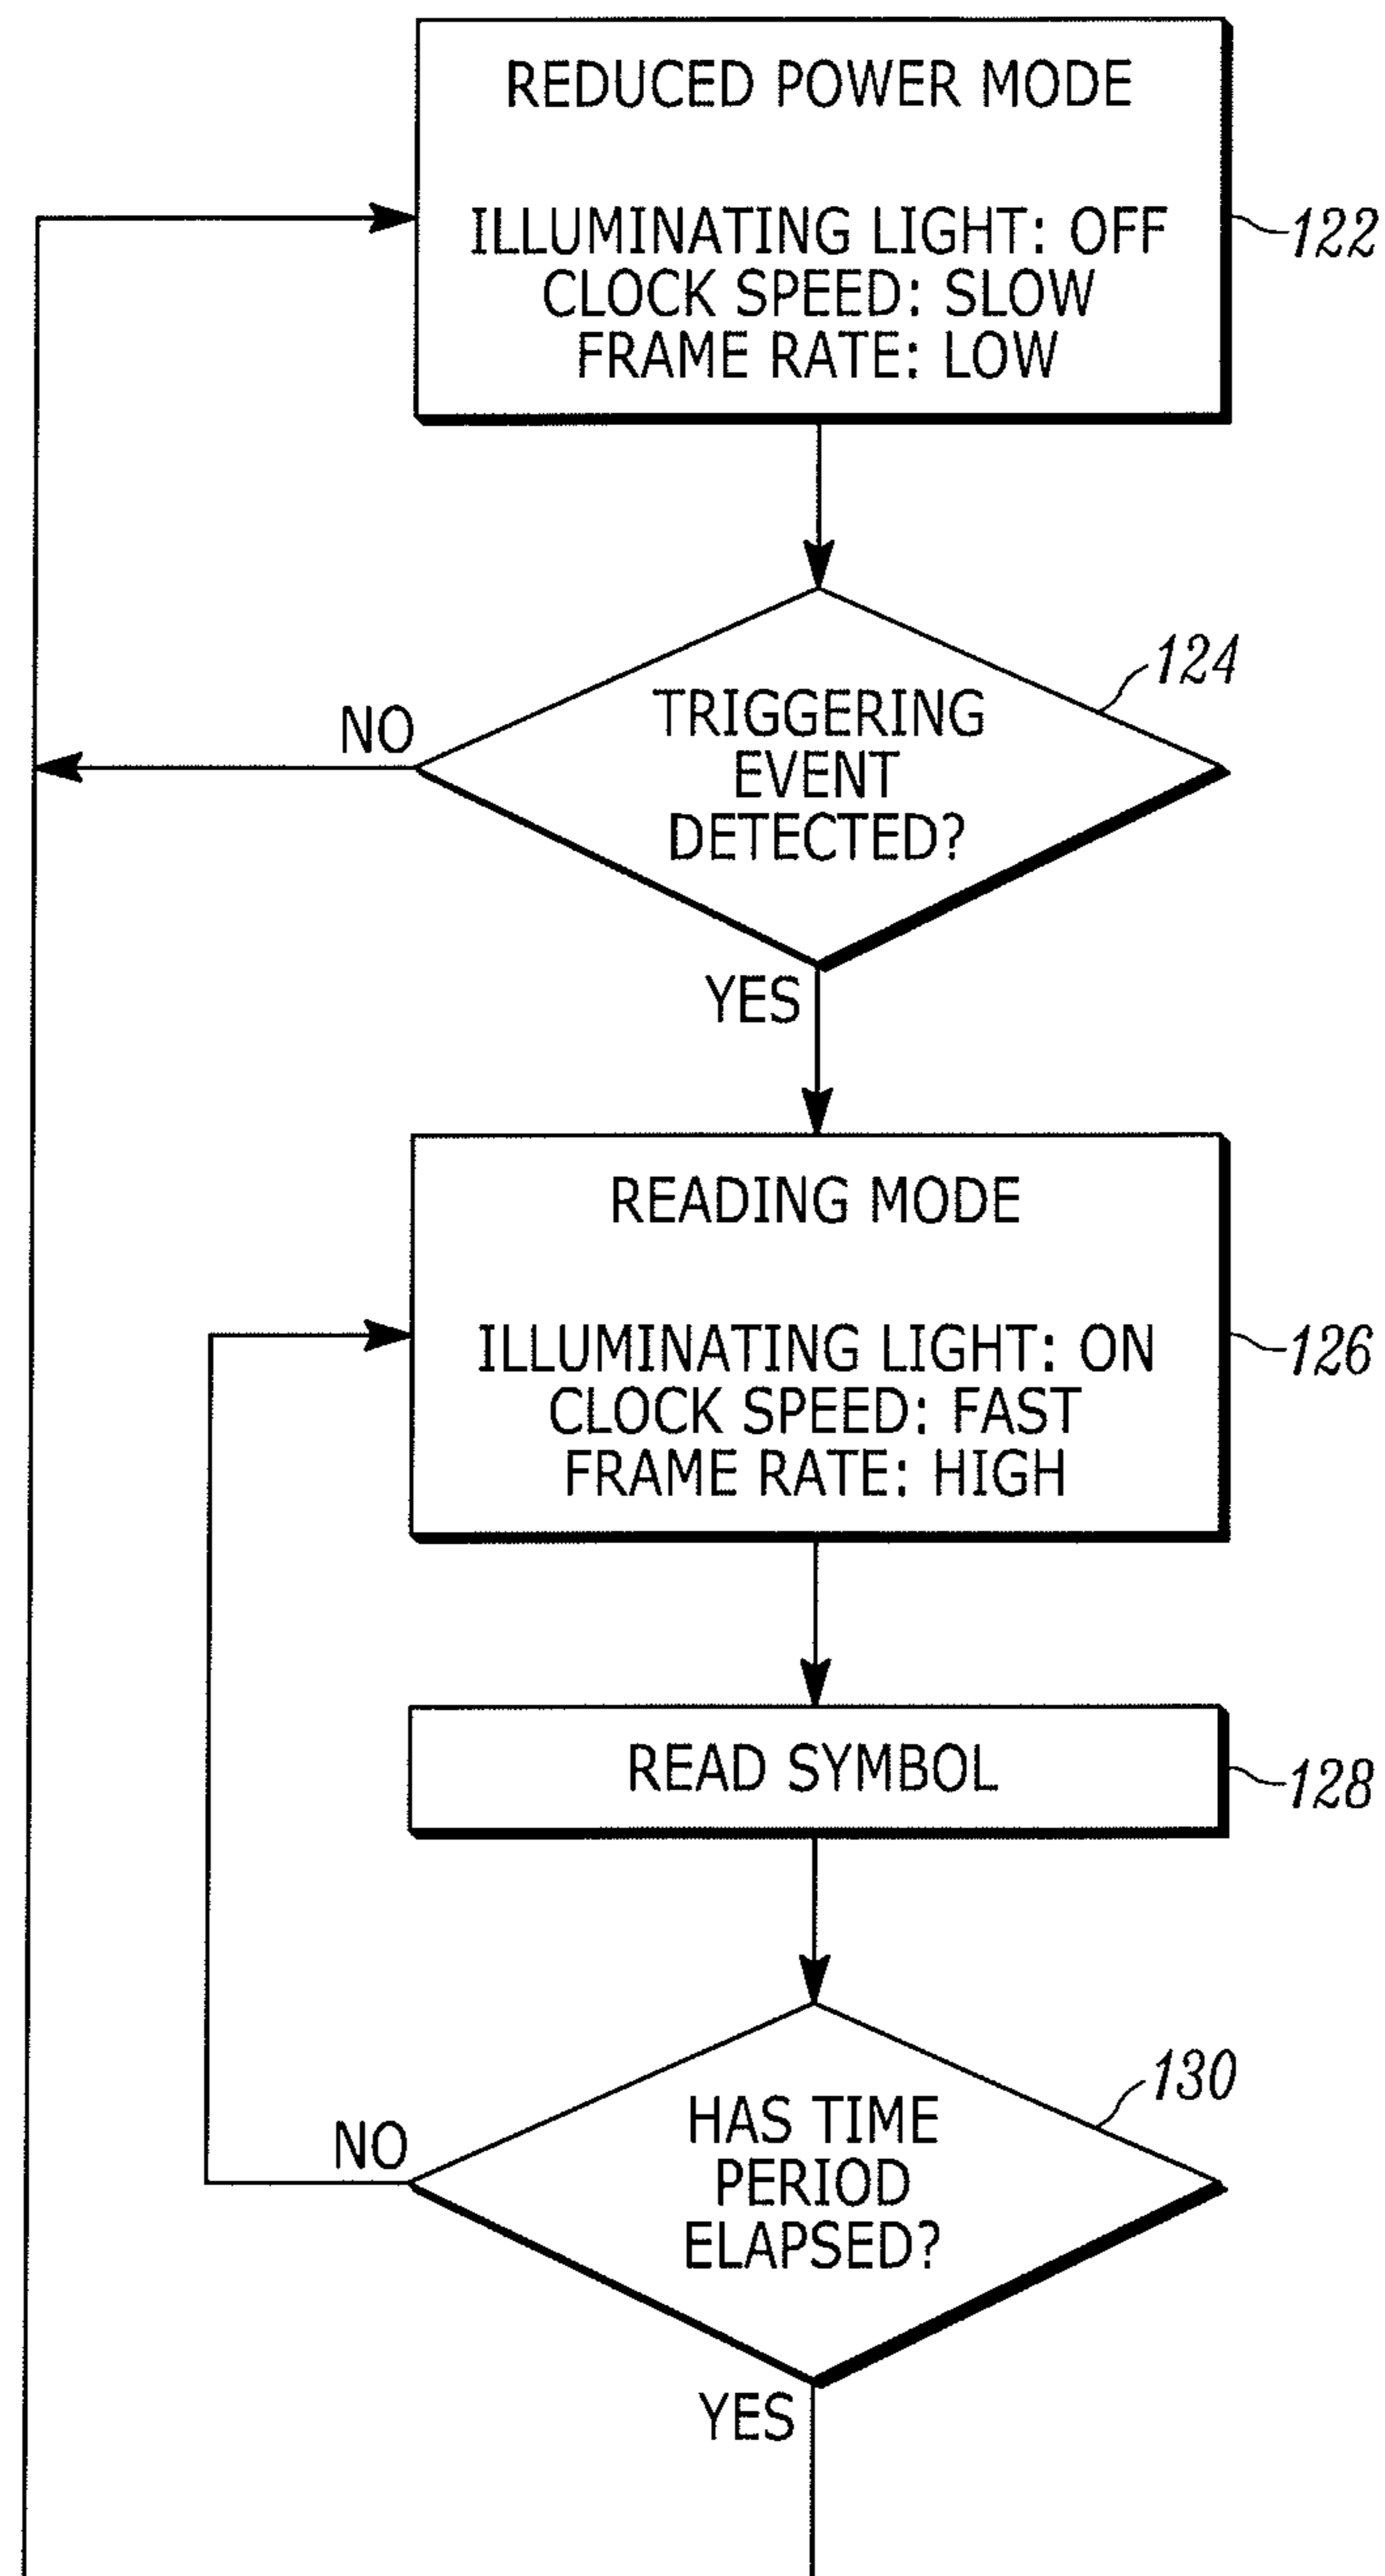 REDUCED POWER MODE
ILLUMINATING LIGHT: OFF
122
CLOCK SPEED: SLOW
FRAME RATE: LOW
124
NO
TRIGGERING
EVENT
DETECTED?
YES
READING MODE
ILLUMINATING LIGHT: ON
126
CLOCK SPEED: FAST
FRAME RATE: HIGH
READ SYMBOL
128
130
NO
HAS TIME
PERIOD
ELAPSED?
YES